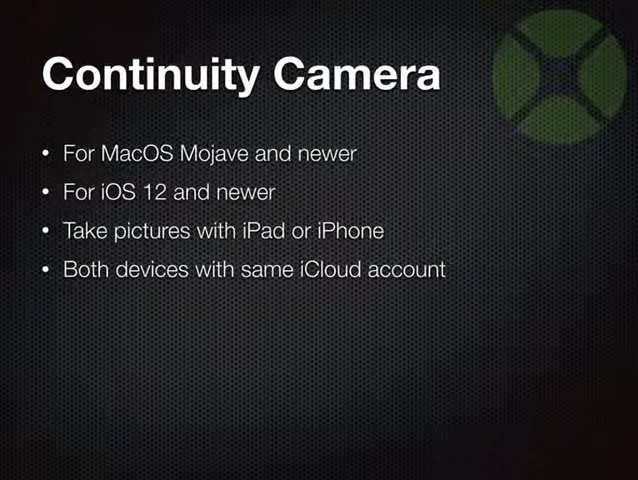 Continuity Camera
• For MacOS Mojave and newer
• For iOS 12 and newer
• Take pictures with iPad or iPhone
• Both devices with same iCloud account